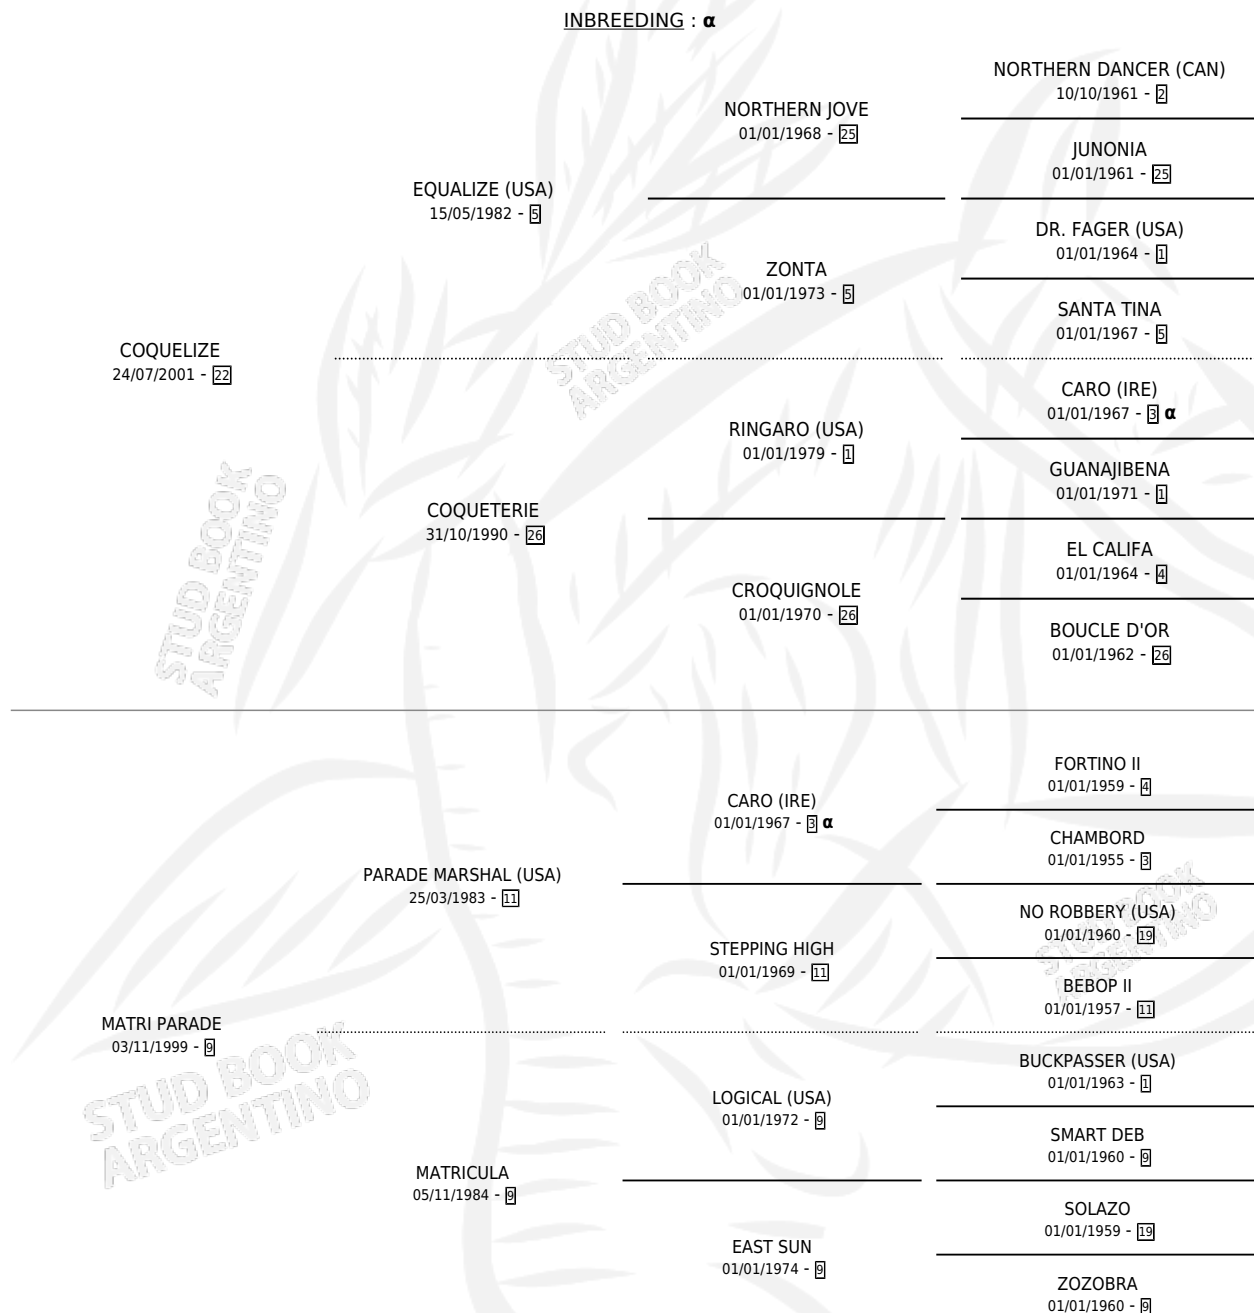 INBREEDING : α
NORTHERN DANCER (CAN)
10/10/1961 - 2
NORTHERN JOVE
01/01/1968 - 25
JUNONIA
01/01/1961 - 25
EQUALIZE (USA)
15/05/1982 - 5
DR. FAGER (USA)
01/01/1964 - 1
ZONTA
01/01/1973 - 5
SANTA TINA
01/01/1967 - 5
COQUELIZE
24/07/2001 - 22
CARO (IRE)
01/01/1967 - 3 α
RINGARO (USA)
01/01/1979 - 1
GUANAJIBENA
01/01/1971 - 1
COQUETERIE
31/10/1990 - 26
EL CALIFA
01/01/1964 - 4
CROQUIGNOLE
01/01/1970 - 26
BOUCLE D'OR
01/01/1962 - 26
FORTINO II
01/01/1959 - 4
CARO (IRE)
01/01/1967 - 3 α
CHAMBORD
01/01/1955 - 3
PARADE MARSHAL (USA)
25/03/1983 - 11
NO ROBBERY (USA)
01/01/1960 - 19
STEPPING HIGH
01/01/1969 - 11
BEBOP II
01/01/1957 - 11
MATRI PARADE
03/11/1999 - 9
BUCKPASSER (USA)
01/01/1963 - 1
LOGICAL (USA)
01/01/1972 - 9
SMART DEB
01/01/1960 - 9
MATRICULA
05/11/1984 - 9
SOLAZO
01/01/1959 - 19
EAST SUN
01/01/1974 - 9
ZOZOBRA
01/01/1960 - 9
STUD BOOK
ARGENTINO
STUD BOOK
ARGENTINO
STUD BOOK
ARGENTINO
STUD BOOK
ARGENTINO